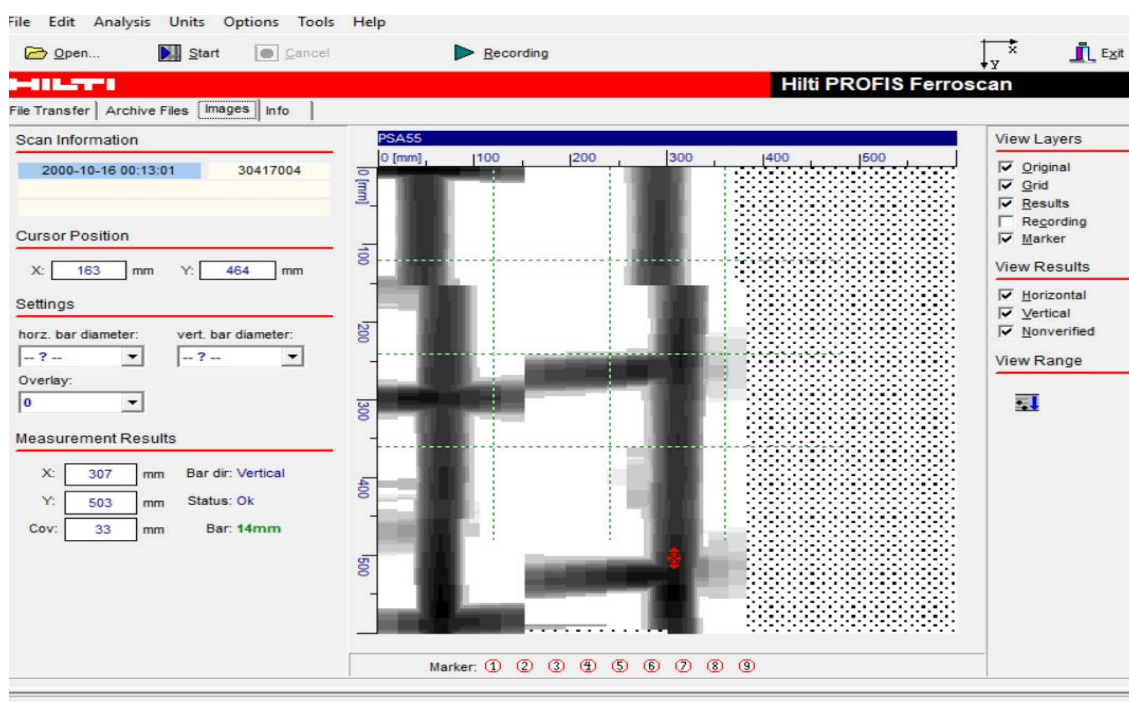 File Edit Analysis Units Options Tools Help
Open... Start Cancel Recording X Y Exit
HILTI Hilti PROFIS Ferroscan
File Transfer Archive Files Images Info
Scan Information
2000-10-16 00:13:01 30417004
Cursor Position
X: 163 mm Y: 464 mm
Settings
horz. bar diameter: vert. bar diameter:
-- ? -- -- ? --
Overlay:
0
Measurement Results
X: 307 mm Bar dir: Vertical
Y: 503 mm Status: Ok
Cov: 33 mm Bar: 14mm
PSA55
0 [mm] 100 200 300 400 500
0 [mm]
100
200
300
400
500
Marker: ① ② ③ ④ ⑤ ⑥ ⑦ ⑧ ⑨
View Layers
Original
Grid
Results
Recording
Marker
View Results
Horizontal
Vertical
Nonverified
View Range